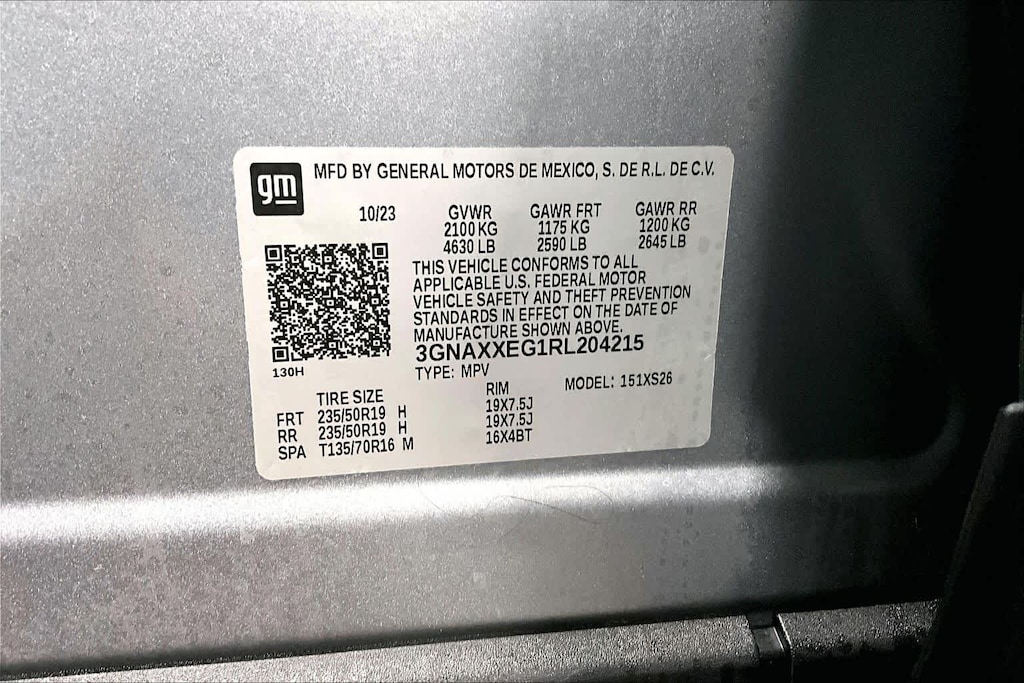 gm
MFD BY GENERAL MOTORS DE MEXICO, S. DE R.L. DE C.V.
10/23 GVWR GAWR FRT GAWR RR
2100 KG 1175 KG 1200 KG
4630 LB 2590 LB 2645 LB
THIS VEHICLE CONFORMS TO ALL
APPLICABLE U.S. FEDERAL MOTOR
VEHICLE SAFETY AND THEFT PREVENTION
STANDARDS IN EFFECT ON THE DATE OF
MANUFACTURE SHOWN ABOVE.
3GNAXXEG1RL204215
130H
TYPE: MPV MODEL: 151XS26
TIRE SIZE RIM
FRT 235/50R19 H 19X7.5J
RR 235/50R19 H 19X7.5J
SPA T135/70R16 M 16X4BT